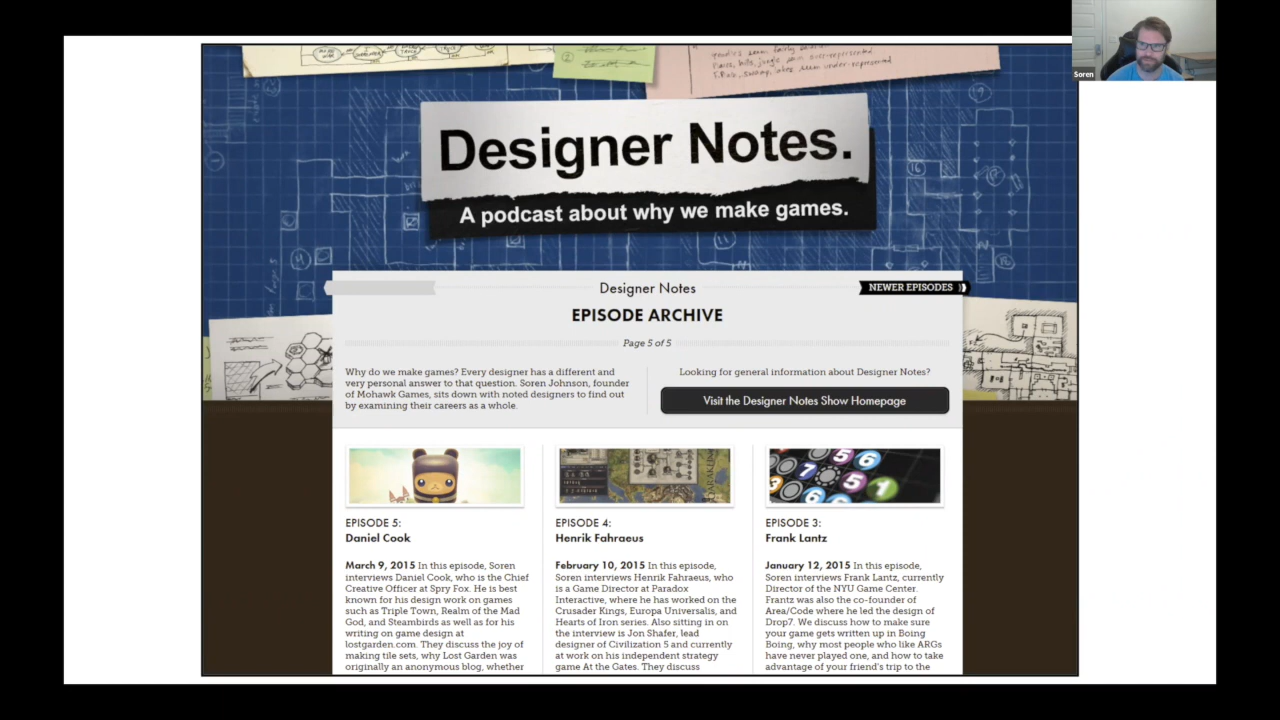 terrain seem fairly
bars, hills, jungle seem over-represented
Soren
Designer Notes.
A podcast about why we make games.
Designer Notes
NEWER EPISODES
EPISODE ARCHIVE
Page 5 of 5
Why do we make games? Every designer has a different and
very personal answer to that question. Soren Johnson, founder
of Mohawk Games, sits down with noted designers to find out
by examining their careers as a whole.
Looking for general information about Designer Notes?
Visit the Designer Notes Show Homepage
EPISODE 5:
Daniel Cook
March 9, 2015 In this episode, Soren
interviews Daniel Cook, who is the Chief
Creative Officer at Spry Fox. He is best
known for his design work on games
such as Triple Town, Realm of the Mad
God, and Steambirds as well as for his
writing on game design at
lostgarden.com. They discuss the joy of
making tile sets, why Lost Garden was
originally an anonymous blog, whether
EPISODE 4:
Henrik Fahraeus
February 10, 2015 In this episode,
Soren interviews Henrik Fahraeus, who
is a Game Director at Paradox
Interactive, where he has worked on the
Crusader Kings, Europa Universalis, and
Hearts of Iron series. Also sitting in on
the interview is Jon Shafer, lead
designer of Civilization 5 and currently
at work on his independent strategy
game At the Gates. They discuss
EPISODE 3:
Frank Lantz
January 12, 2015 In this episode,
Soren interviews Frank Lantz, currently
Director of the NYU Game Center.
Frantz was also the co-founder of
Area/Code where he led the design of
Drop7. We discuss how to make sure
your game gets written up in Boing
Boing, why most people who like ARGs
have never played one, and how to take
advantage of your friend's trip to the